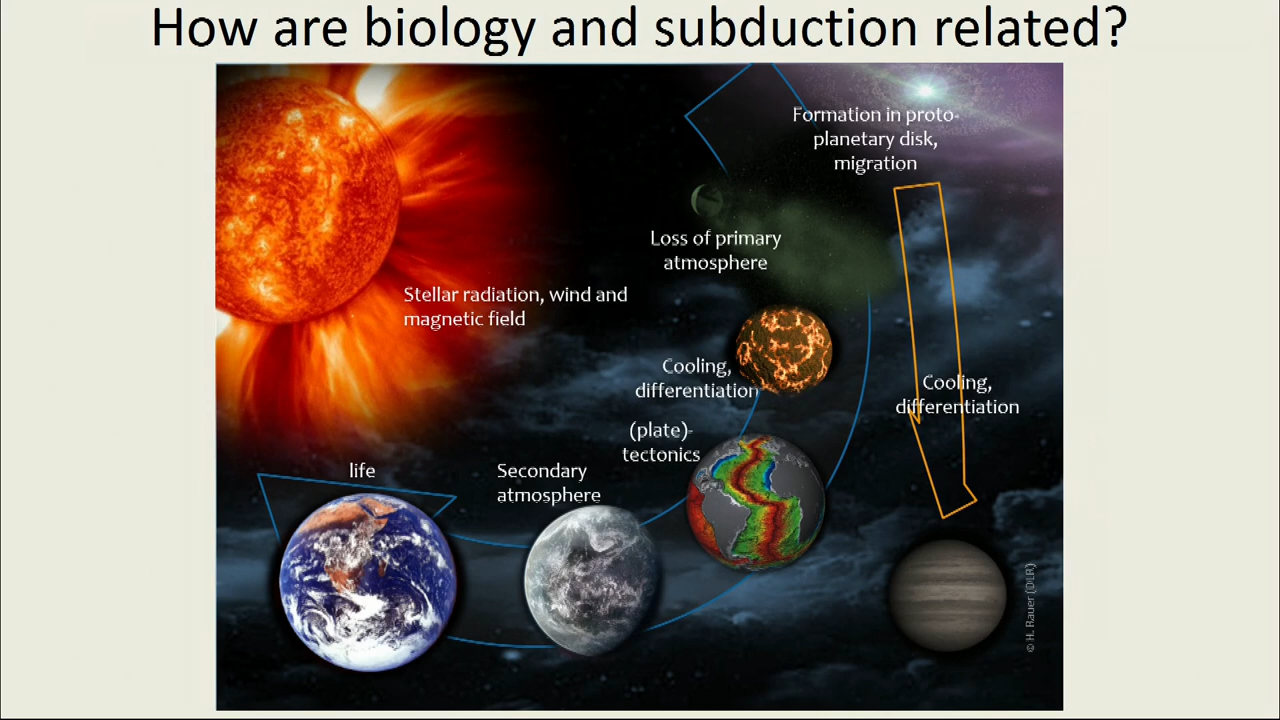 How are biology and subduction related?
Formation in proto-
planetary disk,
migration
Loss of primary
atmosphere
Stellar radiation, wind and
magnetic field
Cooling,
differentiation
Cooling,
differentiation
(plate)-
tectonics
life
Secondary
atmosphere
© H. Rauer (DLR)